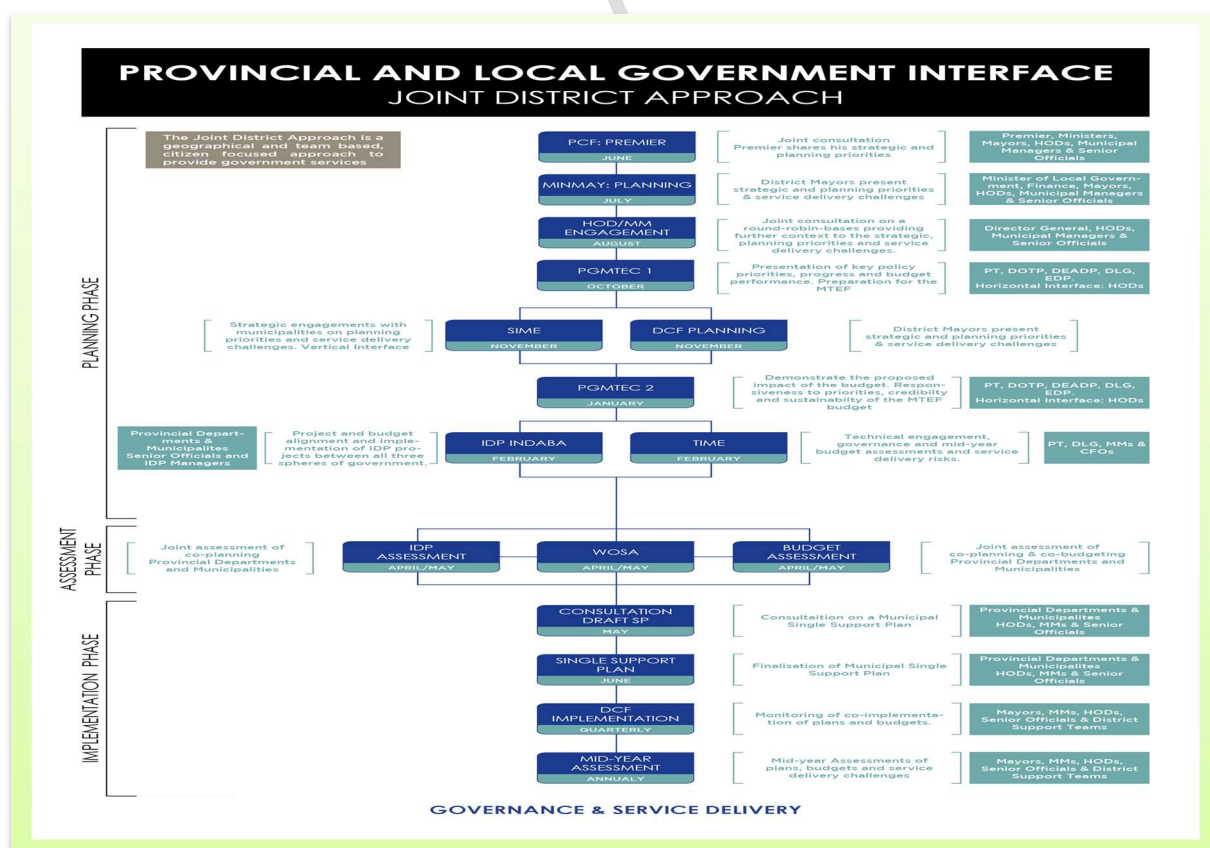 PROVINCIAL AND LOCAL GOVERNMENT INTERFACE
JOINT DISTRICT APPROACH
PLANNING PHASE
The Joint District Approach is a
geographical and team based,
citizen focused approach to
provide government services
PCF: PREMIER
JUNE
Joint consultation
Premier shares his strategic and
planning priorities
Premier, Ministers,
Mayors, HODs, Municipal
Managers & Senior
Officials
MINMAY: PLANNING
JULY
District Mayors present
strategic and planning priorities
& service delivery challenges
Minister of Local Govern-
ment, Finance, Mayors,
HODs, Municipal Managers
& Senior Officials
HOD/MM
ENGAGEMENT
AUGUST
Joint consultation on a
round-robin-bases providing
further context to the strategic,
planning priorities and service
delivery challenges.
Director General, HODs,
Municipal Managers &
Senior Officials
PGMTEC 1
OCTOBER
Presentation of key policy
priorities, progress and budget
performance. Preparation for the
MTEF
PT, DOTP, DEADP, DLG,
EDP.
Horizontal Interface: HODs
Strategic engagements with
municipalities on planning
priorities and service delivery
challenges. Vertical Interface
SIME
NOVEMBER
DCF PLANNING
NOVEMBER
District Mayors present
strategic and planning priorities
& service delivery challenges
PGMTEC 2
JANUARY
Demonstrate the proposed
impact of the budget. Respon-
siveness to priorities, credibilty
and sustainabilty of the MTEF
budget
PT, DOTP, DEADP, DLG,
EDP.
Horizontal Interface: HODs
Provincial Depart-
ments &
Municipalites
Senior Officials and
IDP Managers
Project and budget
alignment and imple-
mentation of IDP pro-
jects between all three
spheres of government.
IDP INDABA
FEBRUARY
TIME
FEBRUARY
Technical engagement,
governance and mid-year
budget assessments and service
delivery risks.
PT, DLG, MMs &
CFOs
ASSESSMENT
PHASE
Joint assessment of
co-planning
Provincial Departments
and Municipalities
IDP
ASSESSMENT
APRIL/MAY
WOSA
APRIL/MAY
BUDGET
ASSESSMENT
APRIL/MAY
Joint assessment of
co-planning & co-budgeting
Provincial Departments and
Municipalities
IMPLEMENTATION PHASE
CONSULTATION
DRAFT SP
MAY
Consultaition on a Municipal
Single Support Plan
Provincial Departments &
Municipalites
HODs, MMs & Senior
Officials
SINGLE SUPPORT
PLAN
JUNE
Finalisation of Municipal Single
Support Plan
Provincial Departments &
Municipalites
HODs, MMs & Senior
Officials
DCF
IMPLEMENTATION
QUARTERLY
Monitoring of co-implementa-
tion of plans and budgets.
Mayors, MMs, HODs,
Senior Officials & District
Support Teams
MID-YEAR
ASSESSMENT
ANNUALY
Mid-year Assessments of
plans, budgets and service
delivery challenges
Mayors, MMs, HODs,
Senior Officials & District
Support Teams
GOVERNANCE & SERVICE DELIVERY